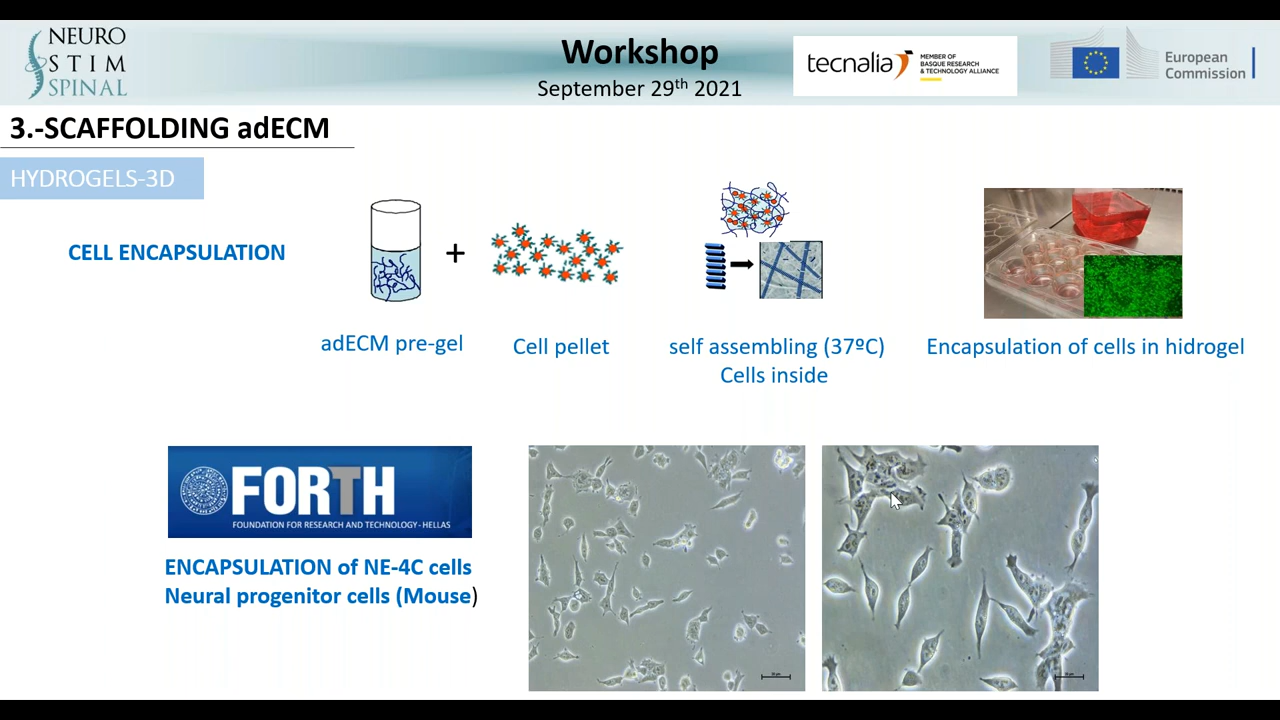 NEURO
STIM
SPINAL
Workshop
September 29th 2021
tecnalia
MEMBER OF
BASQUE RESEARCH
& TECHNOLOGY ALLIANCE
European
Commission
3.-SCAFFOLDING adECM
HYDROGELS-3D
CELL ENCAPSULATION
+
adECM pre-gel
Cell pellet
self assembling (37ºC)
Cells inside
Encapsulation of cells in hidrogel
FORTH
FOUNDATION FOR RESEARCH AND TECHNOLOGY - HELLAS
ENCAPSULATION of NE-4C cells
Neural progenitor cells (Mouse)